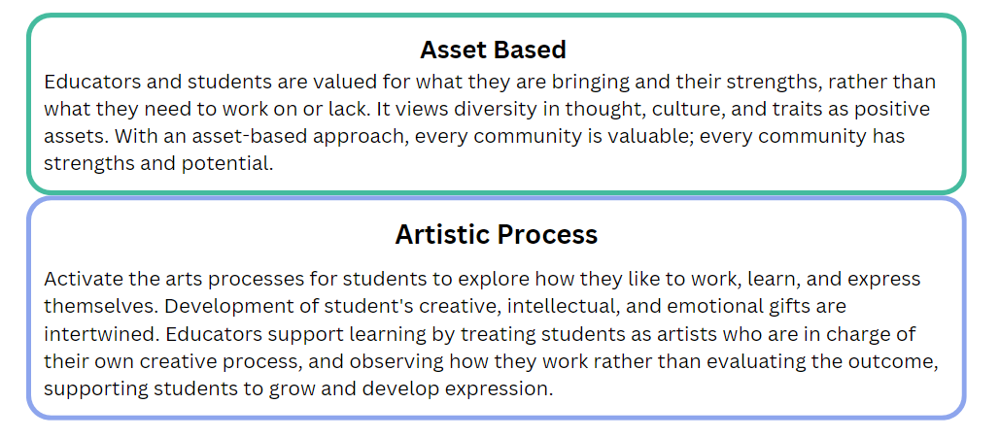 Asset Based
Educators and students are valued for what they are bringing and their strengths, rather than
what they need to work on or lack. It views diversity in thought, culture, and traits as positive
assets. With an asset-based approach, every community is valuable; every community has
strengths and potential.
Artistic Process
Activate the arts processes for students to explore how they like to work, learn, and express
themselves. Development of student's creative, intellectual, and emotional gifts are
intertwined. Educators support learning by treating students as artists who are in charge of
their own creative process, and observing how they work rather than evaluating the outcome,
supporting students to grow and develop expression.